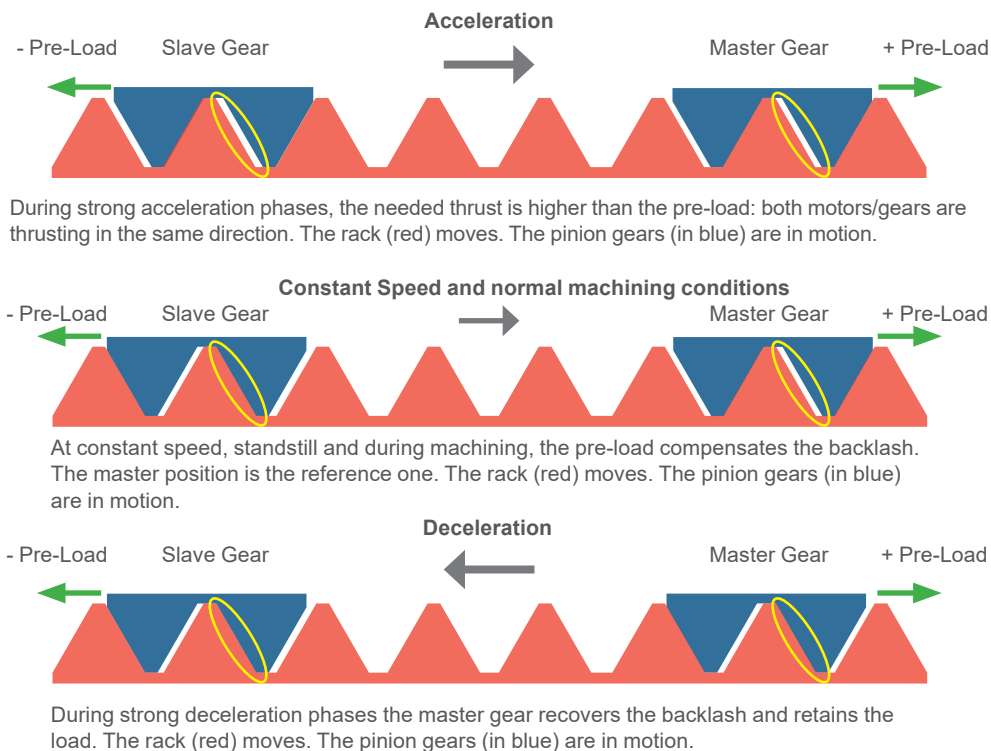 Acceleration
- Pre-Load
Slave Gear
Master Gear
+ Pre-Load
During strong acceleration phases, the needed thrust is higher than the pre-load: both motors/gears are
thrusting in the same direction. The rack (red) moves. The pinion gears (in blue) are in motion.
Constant Speed and normal machining conditions
- Pre-Load
Slave Gear
Master Gear
+ Pre-Load
At constant speed, standstill and during machining, the pre-load compensates the backlash.
The master position is the reference one. The rack (red) moves. The pinion gears (in blue)
are in motion.
Deceleration
- Pre-Load
Slave Gear
Master Gear
+ Pre-Load
During strong deceleration phases the master gear recovers the backlash and retains the
load. The rack (red) moves. The pinion gears (in blue) are in motion.